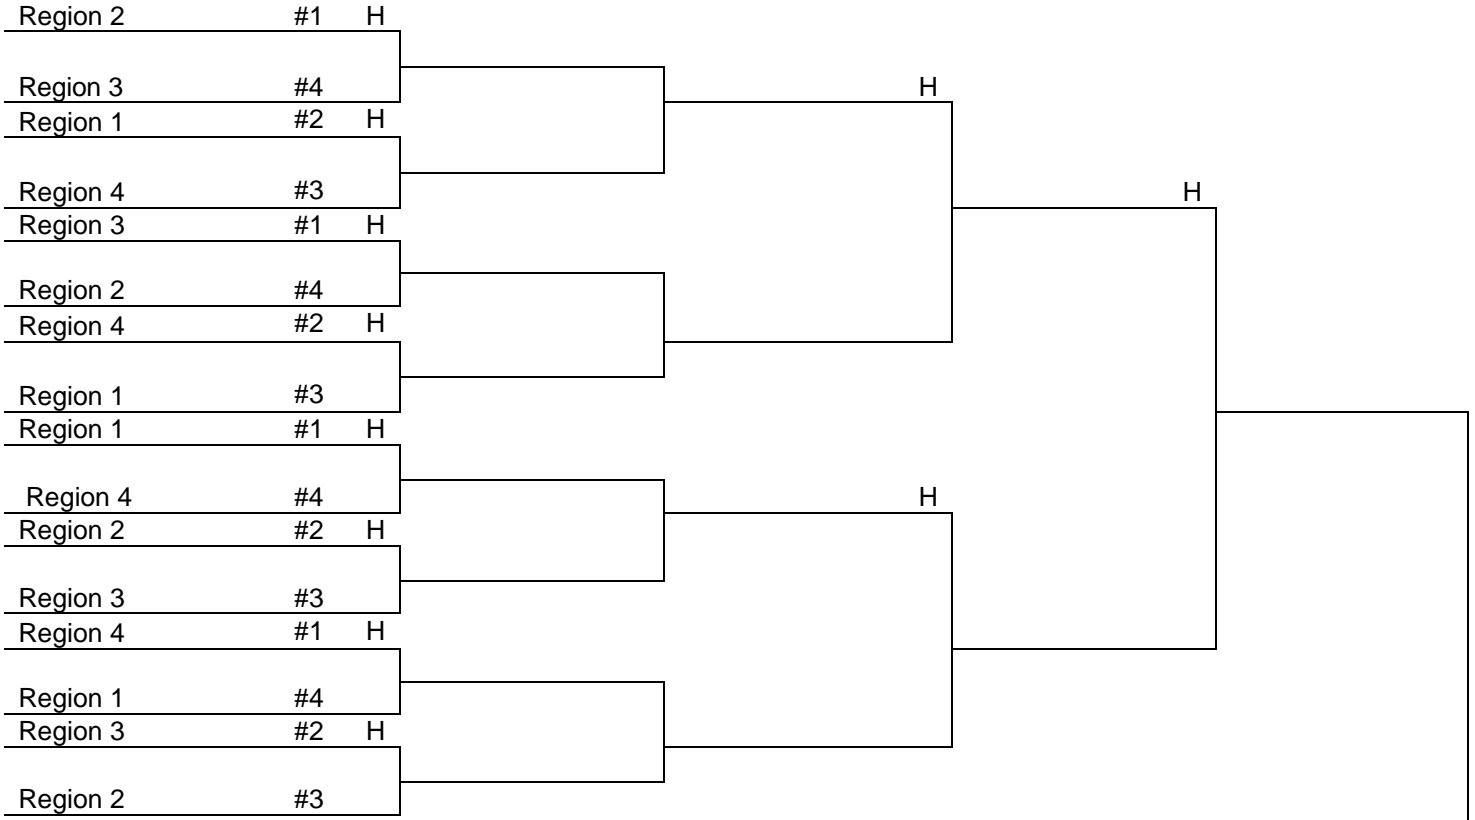 Region 2 #1 H
Region 3 #4 H
Region 1 #2 H
Region 4 #3 H
Region 3 #1 H
Region 2 #4
Region 4 #2 H
Region 1 #3
Region 1 #1 H
Region 4 #4 H
Region 2 #2 H
Region 3 #3
Region 4 #1 H
Region 1 #4
Region 3 #2 H
Region 2 #3